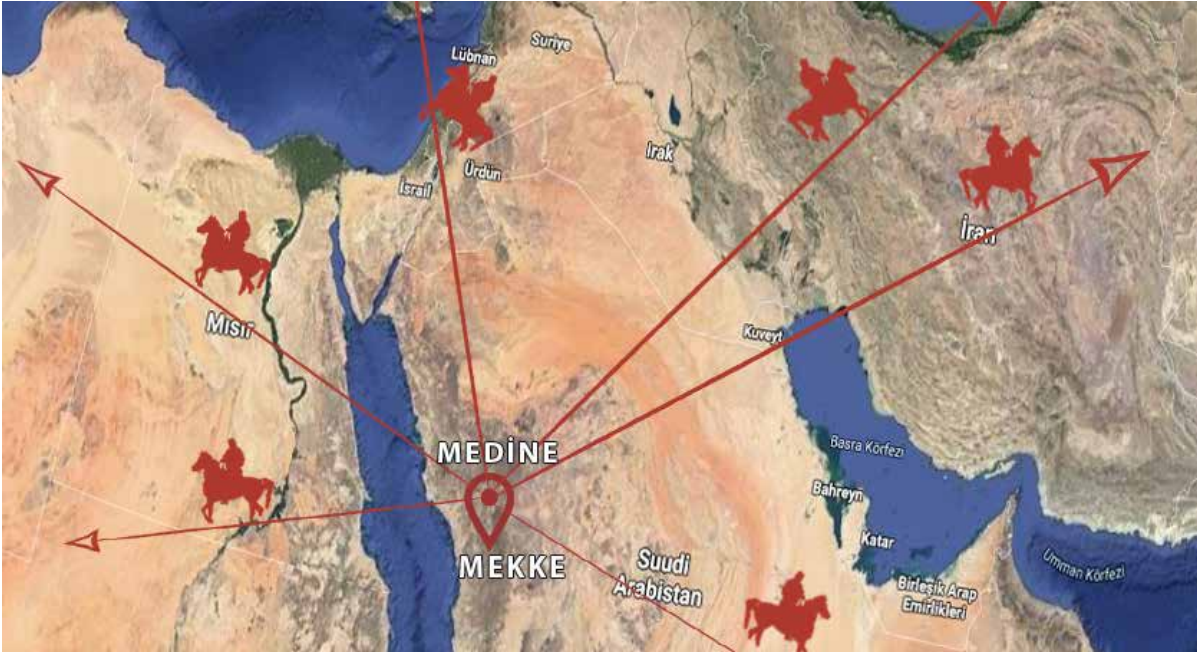 Lübnan
Suriye
Irak
Ürdün
İsrail
İran
Mısır
Kuveyt
MEDİNE
Basra Körfezi
Bahreyn
Katar
MEKKE
Suudi
Arabistan
Birleşik Arap
Emirlikleri
Umman Körfezi